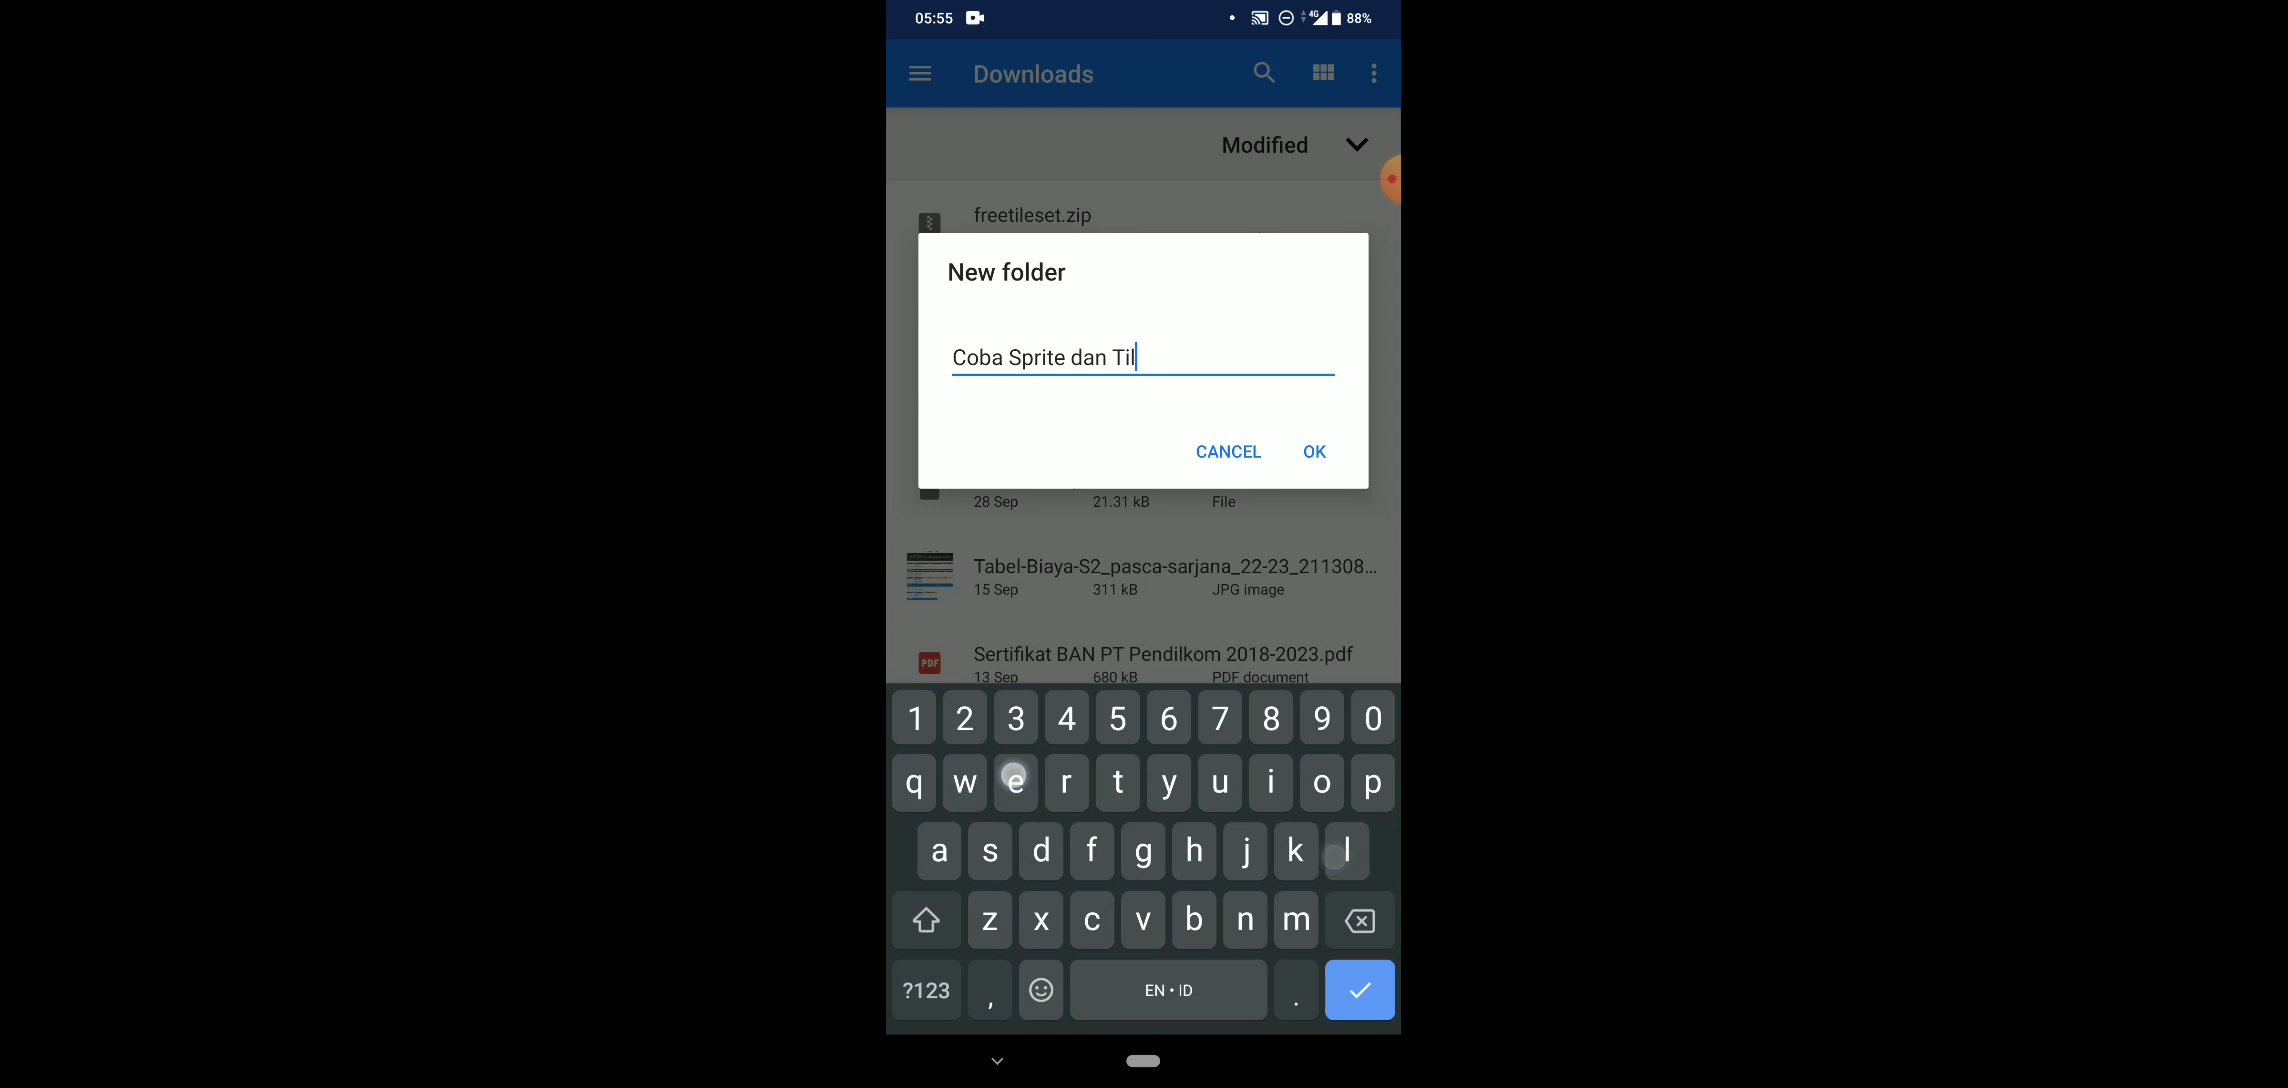 05:55
4G
88%
Downloads
Modified
freetileset.zip
New folder
Coba Sprite dan Til
CANCEL OK
28 Sep 21.31 kB File
Tabel-Biaya-S2_pasca-sarjana_22-23_211308...
15 Sep 311 kB JPG image
PDF
Sertifikat BAN PT Pendilkom 2018-2023.pdf
13 Sep 680 kB PDF document
1 2 3 4 5 6 7 8 9 0
q w e r t y u i o p
a s d f g h j k l
z x c v b n m
?123 , EN • ID .